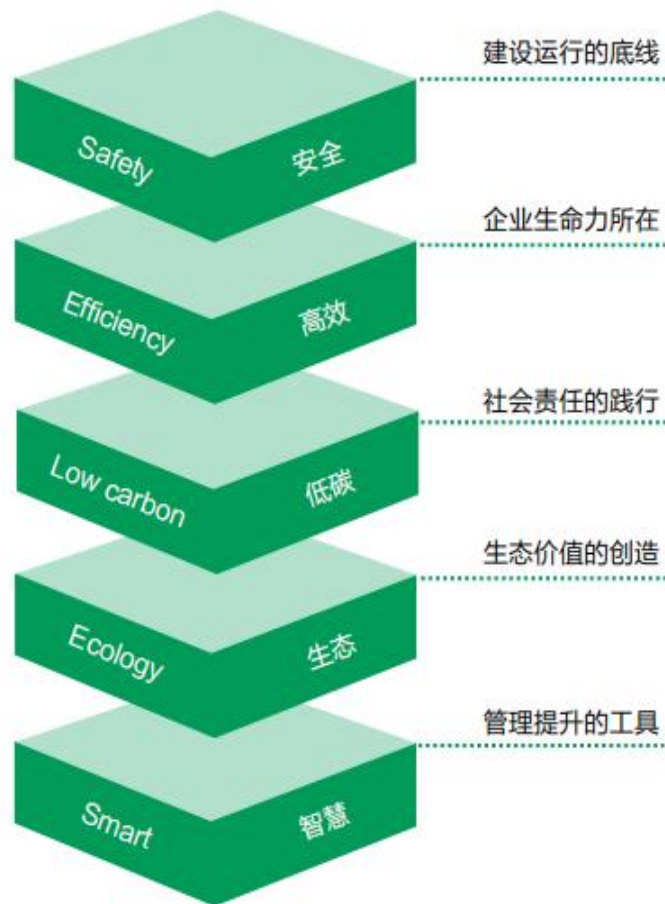 建设运行的底线
Safety 安全
企业生命力所在
Efficiency 高效
社会责任的践行
Low carbon 低碳
生态价值的创造
Ecology 生态
管理提升的工具
Smart 智慧